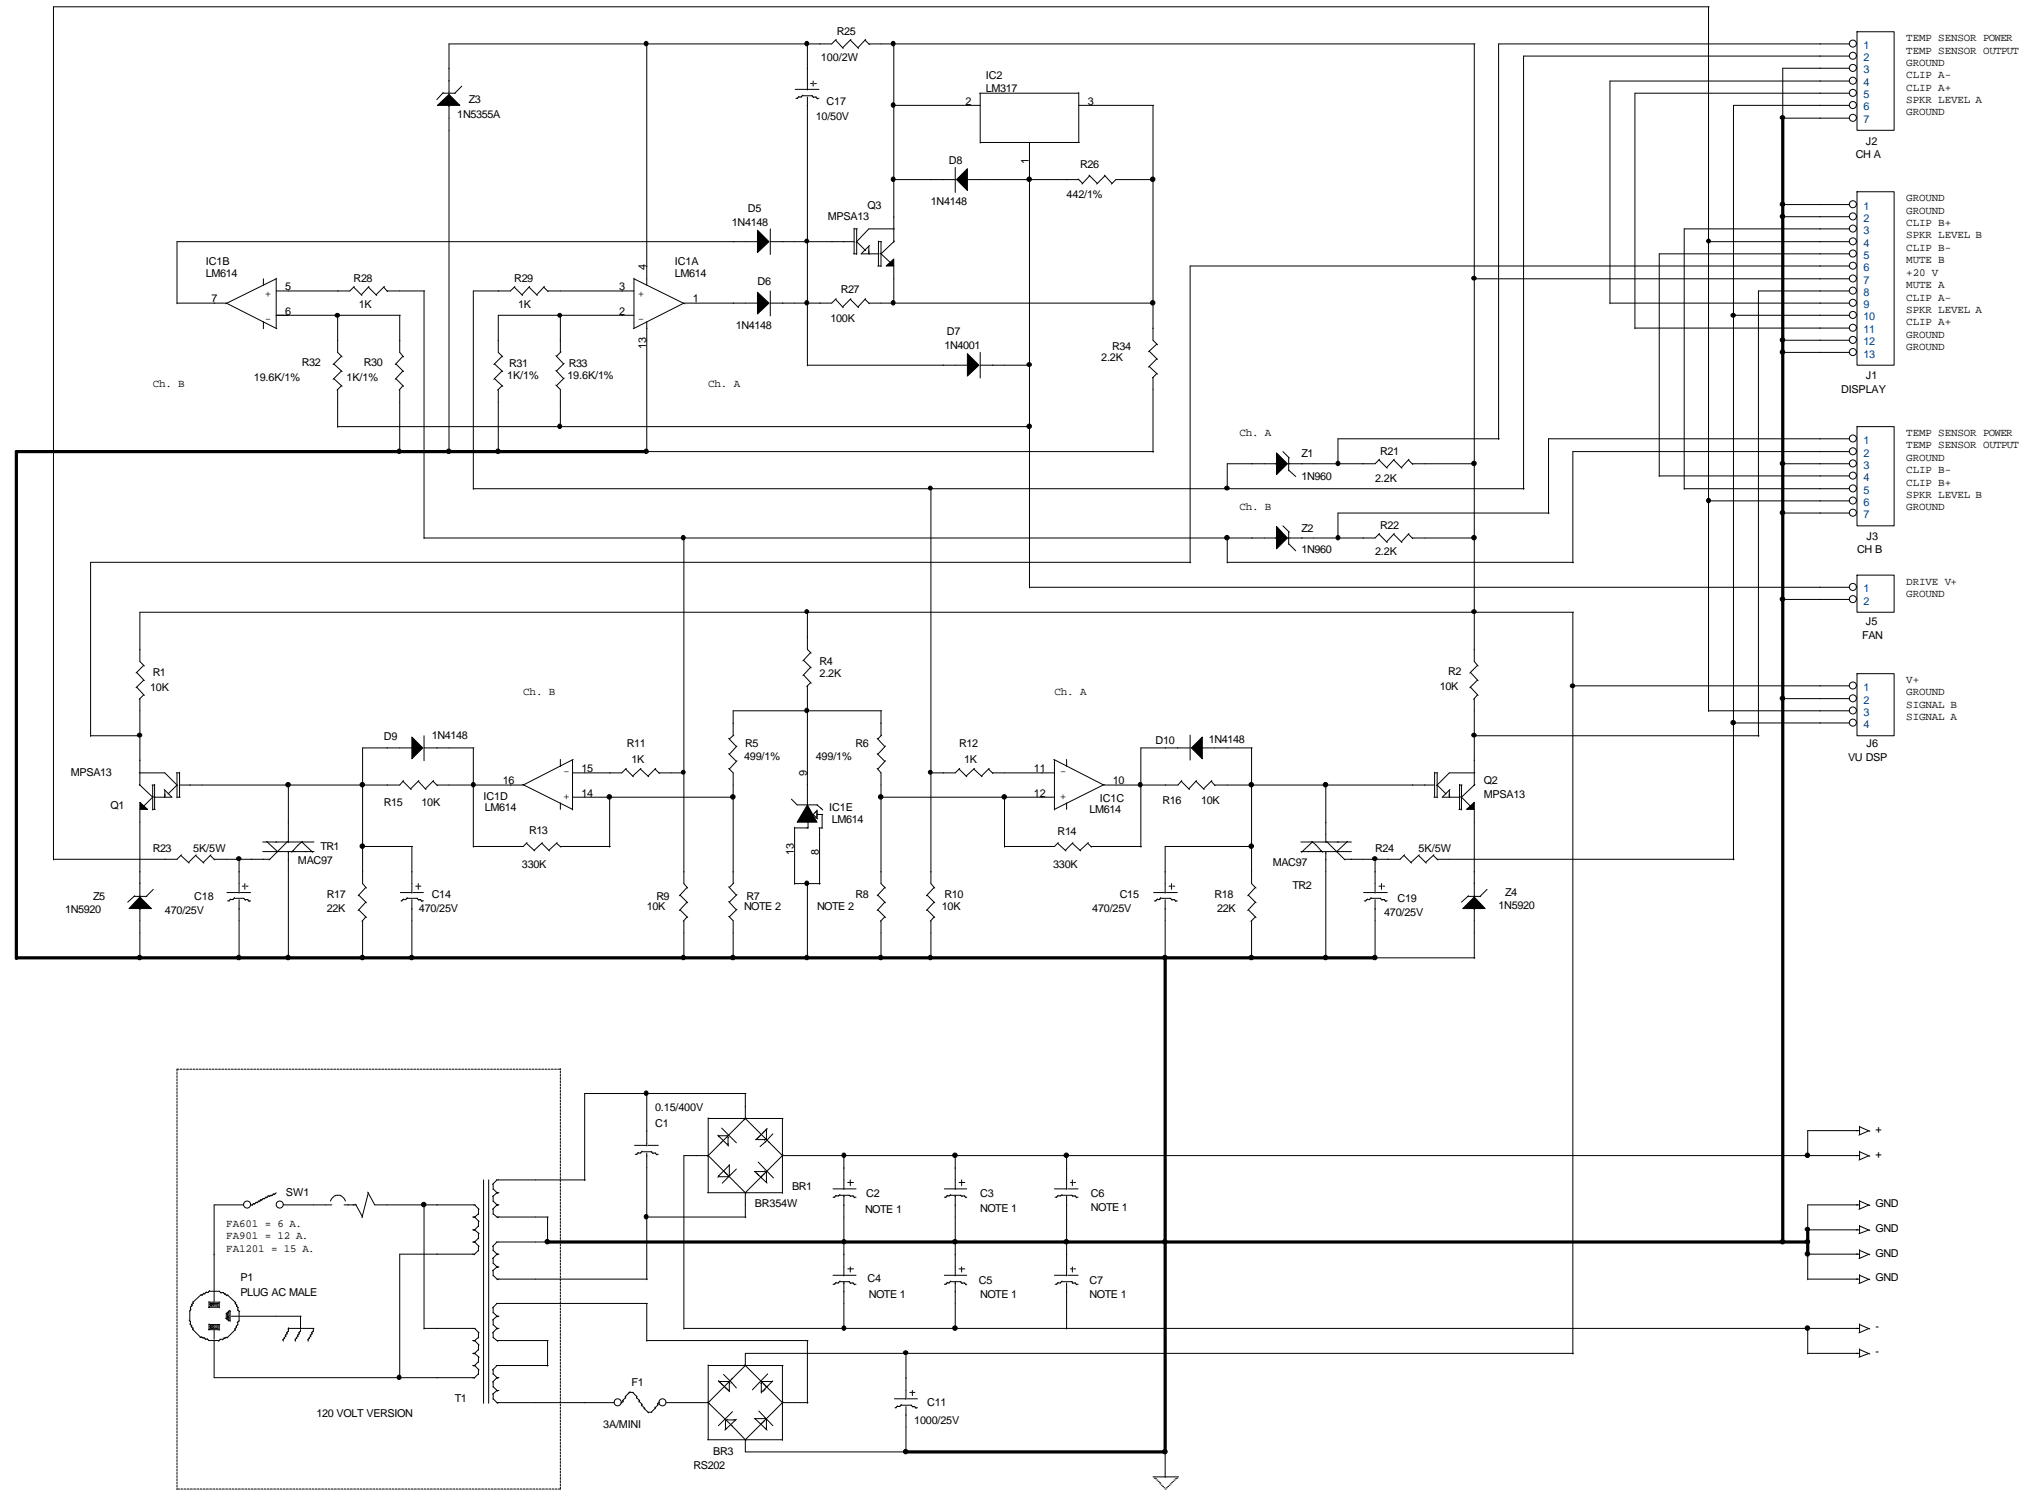 R25
100/2W
Z3
1N5355A
+
C17
10/50V
IC2
LM317
2
3
1
D8
1N4148
R26
442/1%
Q3
MPSA13
D5
1N4148
IC1B
LM614
7
5
6
+
-
R28
1K
R29
1K
IC1A
LM614
4
3
2
+
-
1
13
D6
1N4148
R27
100K
D7
1N4001
R34
2.2K
R32
19.6K/1%
R30
1K/1%
R31
1K/1%
R33
19.6K/1%
Ch. B
Ch. A
1 TEMP SENSOR POWER
2 TEMP SENSOR OUTPUT
3 GROUND
4 CLIP A-
5 CLIP A+
6 SPKR LEVEL A
7 GROUND
J2
CH A
1 GROUND
2 GROUND
3 CLIP B+
4 SPKR LEVEL B
5 CLIP B-
6 MUTE B
7 +20 V
8 MUTE A
9 CLIP A-
10 SPKR LEVEL A
11 CLIP A+
12 GROUND
13 GROUND
J1
DISPLAY
Ch. A
Z1
1N960
R21
2.2K
Ch. B
Z2
1N960
R22
2.2K
1 TEMP SENSOR POWER
2 TEMP SENSOR OUTPUT
3 GROUND
4 CLIP B-
5 CLIP B+
6 SPKR LEVEL B
7 GROUND
J3
CH B
1 DRIVE V+
2 GROUND
J5
FAN
1 V+
2 GROUND
3 SIGNAL B
4 SIGNAL A
J6
VU DSP
R1
10K
Ch. B
R4
2.2K
Ch. A
R2
10K
MPSA13
Q1
D9
1N4148
R15
10K
16
IC1D
LM614
15
14
-
+
R11
1K
R5
499/1%
R6
499/1%
9
IC1E
LM614
13
8
R12
1K
11
12
-
+
10
IC1C
LM614
D10
1N4148
R16
10K
Q2
MPSA13
R23
5K/5W
TR1
MAC97
R13
330K
R14
330K
MAC97
TR2
R24
5K/5W
Z5
1N5920
+
C18
470/25V
R17
22K
+
C14
470/25V
R9
10K
R7
NOTE 2
R8
NOTE 2
R10
10K
+
C15
470/25V
R18
22K
+
C19
470/25V
Z4
1N5920
0.15/400V
C1
BR1
BR354W
SW1
FA601 = 6 A.
FA901 = 12 A.
FA1201 = 15 A.
P1
PLUG AC MALE
T1
120 VOLT VERSION
+
C2
NOTE 1
+
C3
NOTE 1
+
C6
NOTE 1
+
C4
NOTE 1
+
C5
NOTE 1
+
C7
NOTE 1
F1
3A/MINI
BR3
RS202
+
C11
1000/25V
+
+
GND
GND
GND
GND
-
-